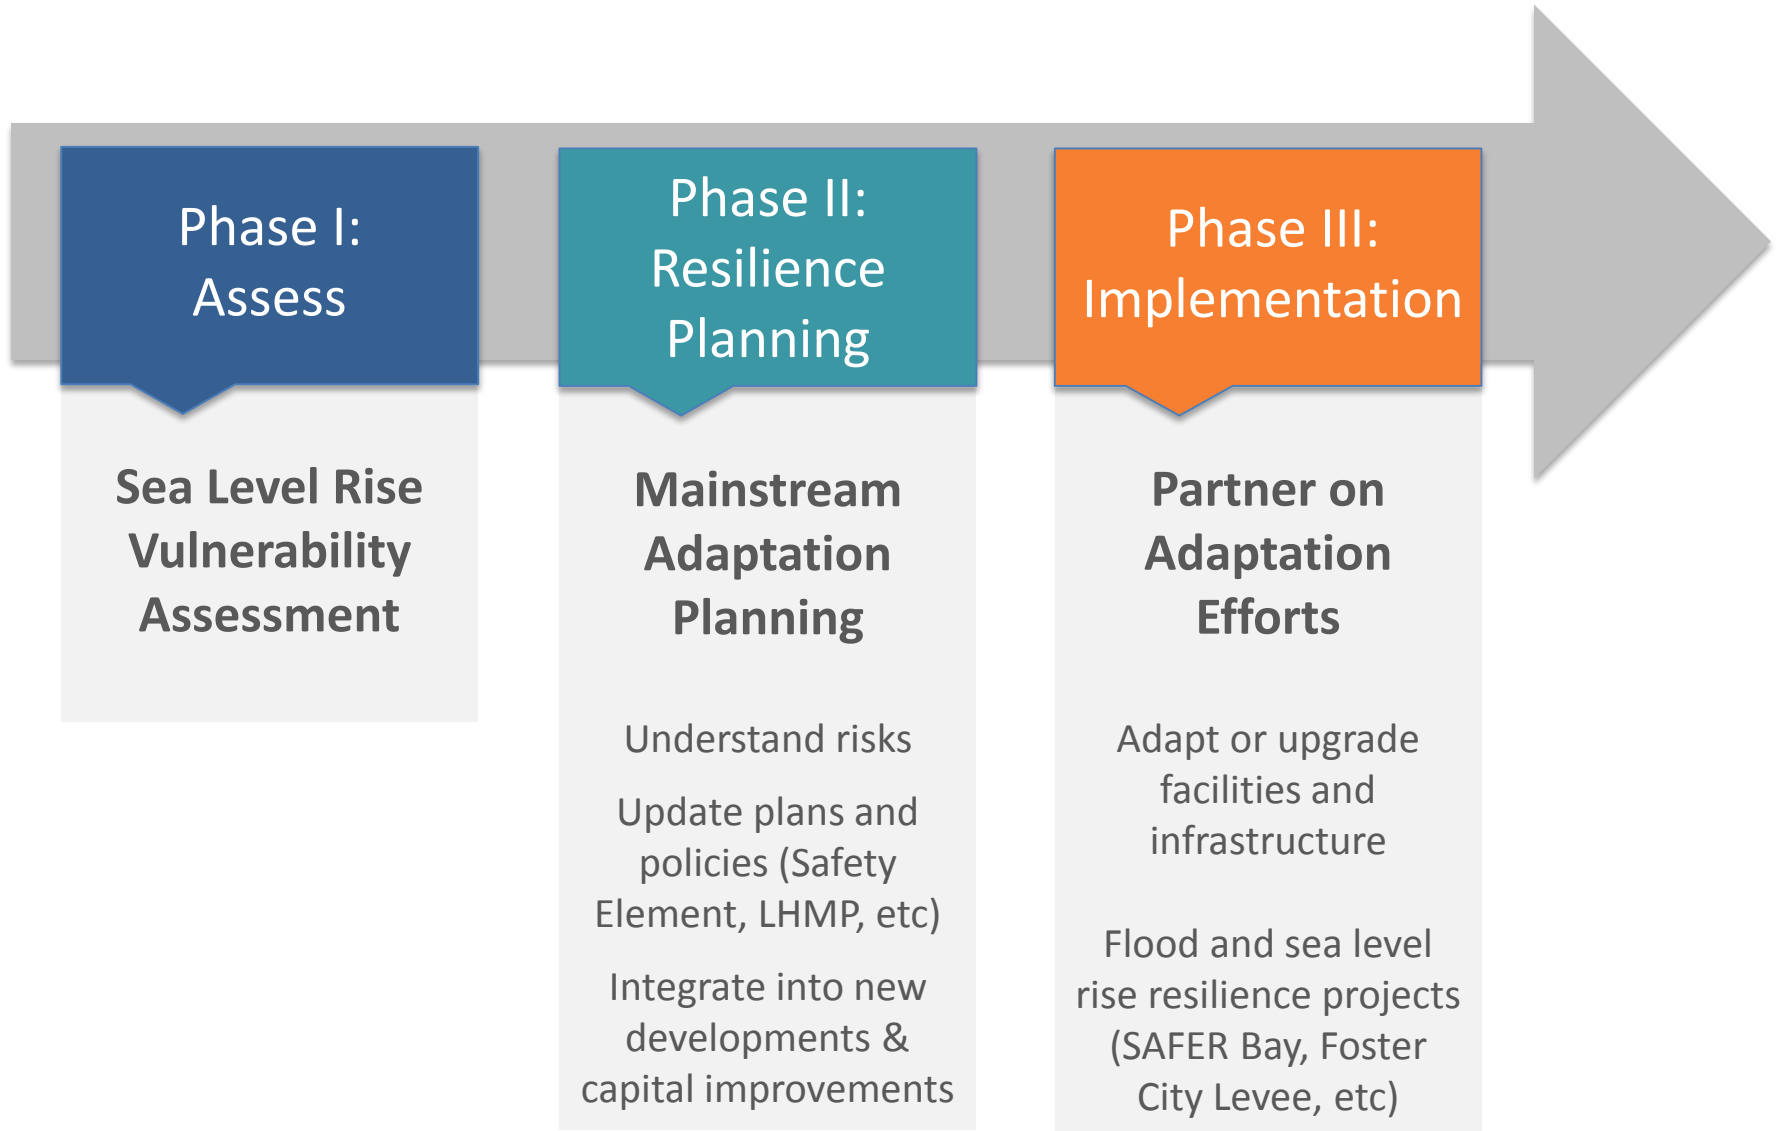 Phase I:
Assess
Sea Level Rise
Vulnerability
Assessment
Phase II:
Resilience
Planning
Mainstream
Adaptation
Planning
Understand risks
Update plans and
policies (Safety
Element, LHMP, etc)
Integrate into new
developments &
capital improvements
Phase III:
Implementation
Partner on
Adaptation
Efforts
Adapt or upgrade
facilities and
infrastructure
Flood and sea level
rise resilience projects
(SAFER Bay, Foster
City Levee, etc)